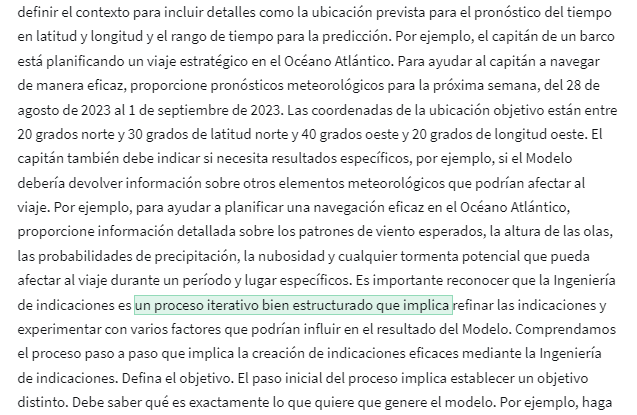 definir el contexto para incluir detalles como la ubicación prevista para el pronóstico del tiempo
en latitud y longitud y el rango de tiempo para la predicción. Por ejemplo, el capitán de un barco
está planificando un viaje estratégico en el Océano Atlántico. Para ayudar al capitán a navegar
de manera eficaz, proporcione pronósticos meteorológicos para la próxima semana, del 28 de
agosto de 2023 al 1 de septiembre de 2023. Las coordenadas de la ubicación objetivo están entre
20 grados norte y 30 grados de latitud norte y 40 grados oeste y 20 grados de longitud oeste. El
capitán también debe indicar si necesita resultados específicos, por ejemplo, si el Modelo
debería devolver información sobre otros elementos meteorológicos que podrían afectar al
viaje. Por ejemplo, para ayudar a planificar una navegación eficaz en el Océano Atlántico,
proporcione información detallada sobre los patrones de viento esperados, la altura de las olas,
las probabilidades de precipitación, la nubosidad y cualquier tormenta potencial que pueda
afectar al viaje durante un período y lugar específicos. Es importante reconocer que la Ingeniería
de indicaciones es un proceso iterativo bien estructurado que implica refinar las indicaciones y
experimentar con varios factores que podrían influir en el resultado del Modelo. Comprendamos
el proceso paso a paso que implica la creación de indicaciones eficaces mediante la Ingeniería
de indicaciones. Defina el objetivo. El paso inicial del proceso implica establecer un objetivo
distinto. Debe saber qué es exactamente lo que quiere que genere el modelo. Por ejemplo, haga